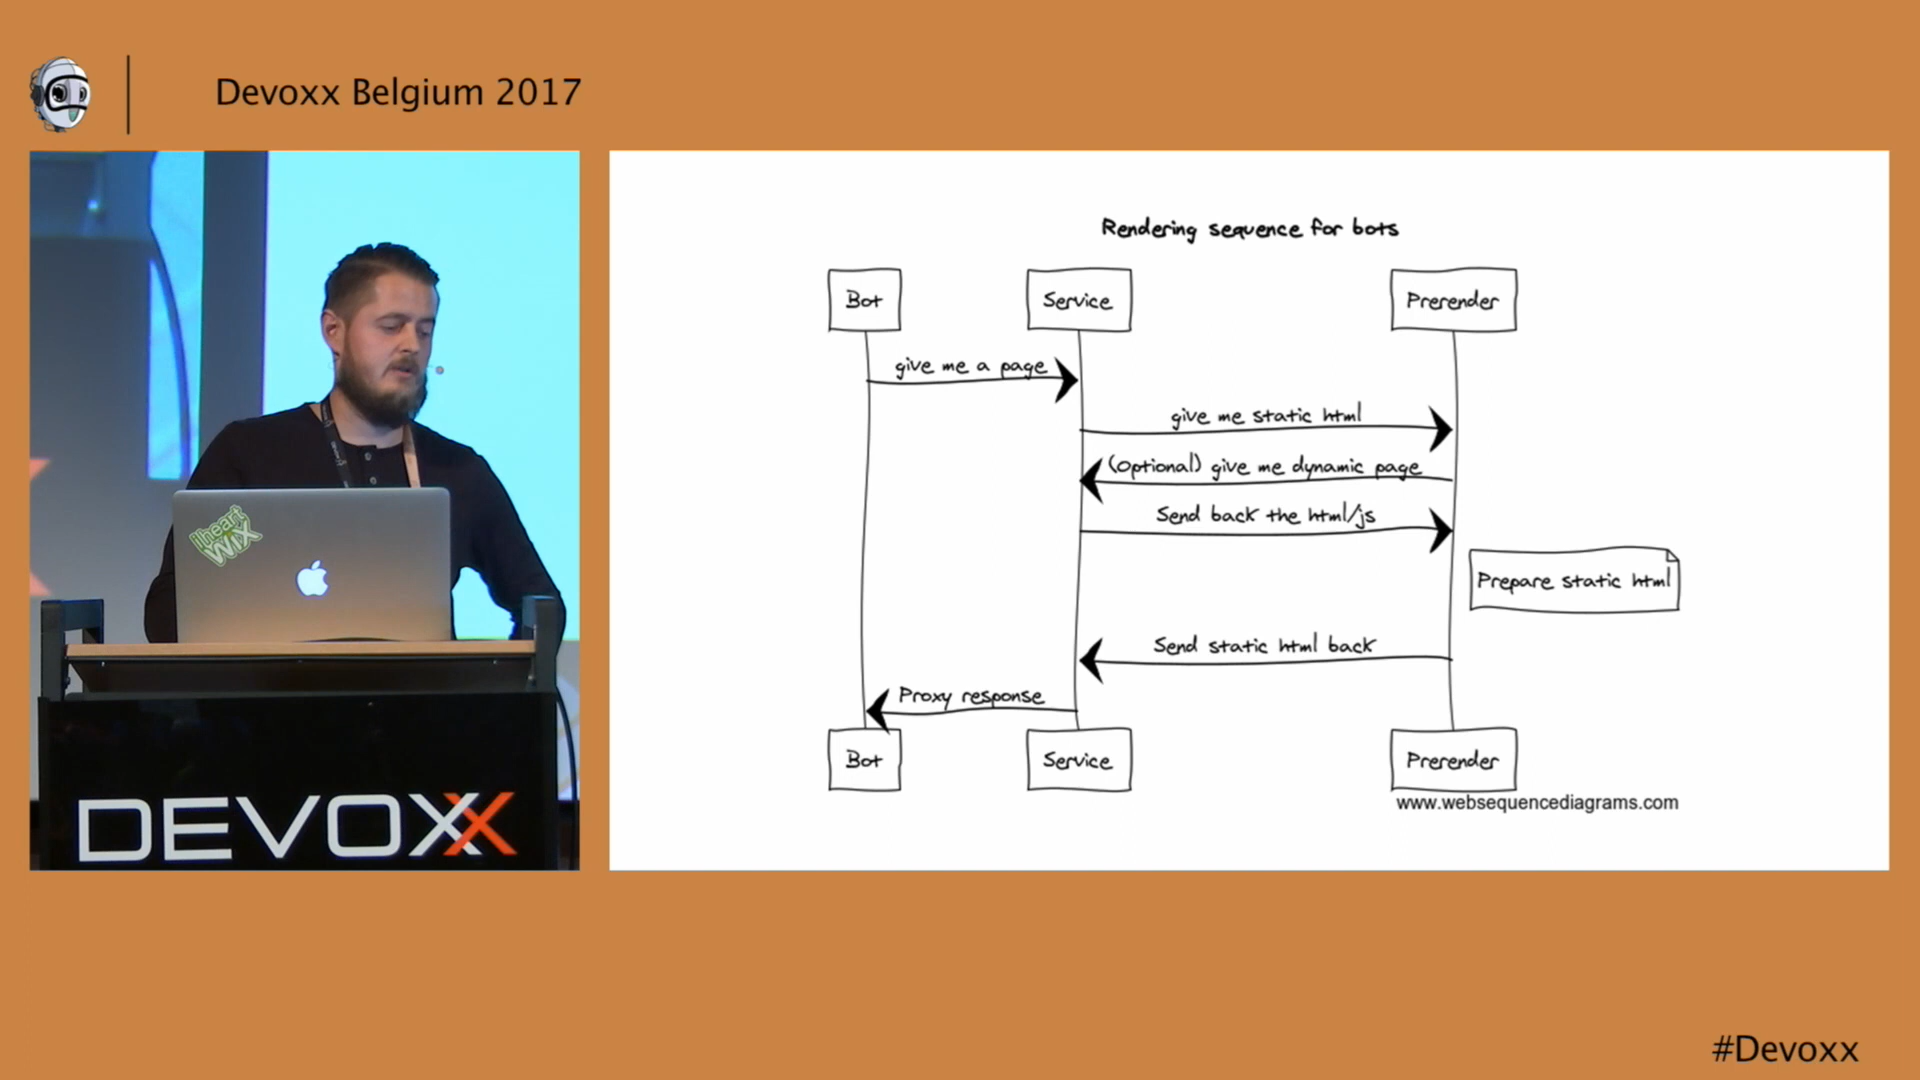 Devoxx Belgium 2017
i heart
WiX
DEVOXX
Rendering sequence for bots
Bot
Service
Prerender
give me a page
give me static html
(optional) give me dynamic page
Send back the html/js
Prepare static html
Send static html back
Proxy response
Bot
Service
Prerender
www.websequencediagrams.com
#Devoxx